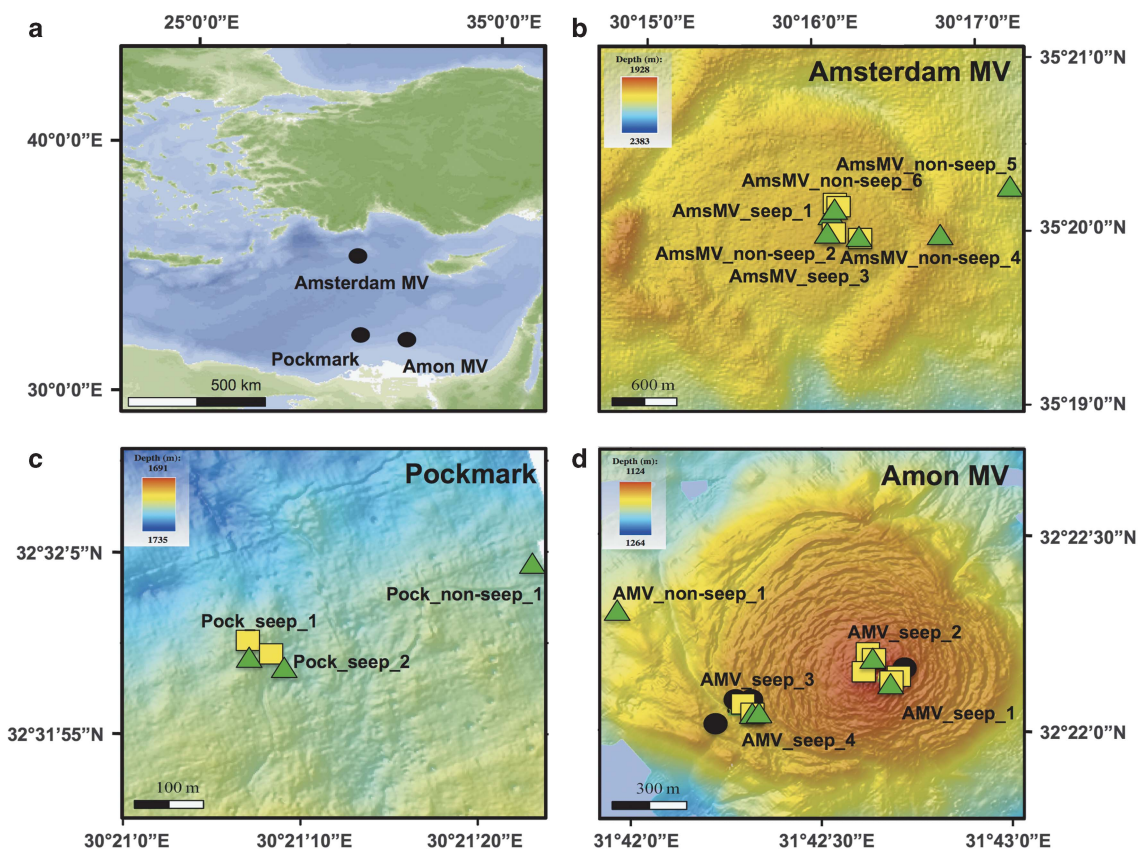 a
25°0'0”E
35°0'0”E
40°0'0”E
30°0'0”E
Amsterdam MV
Pockmark
Amon MV
500 km
b
30°15'0”E
30°16'0”E
30°17'0”E
Depth (m):
1928
2383
Amsterdam MV
35°21'0”N
35°20'0”N
35°19'0”N
AmsMV_non-seep_5
AmsMV_non-seep_6
AmsMV_seep_1
AmsMV_non-seep_2
AmsMV_non-seep_4
AmsMV_seep_3
600 m
c
Depth (m):
1691
1735
Pockmark
32°32'5”N
32°31'55”N
Pock_non-seep_1
Pock_seep_1
Pock_seep_2
100 m
30°21'0”E
30°21'10”E
30°21'20”E
d
Depth (m):
1124
1264
Amon MV
32°22'30”N
32°22'0”N
AMV_non-seep_1
AMV_seep_2
AMV_seep_3
AMV_seep_1
AMV_seep_4
300 m
31°42'0”E
31°42'30”E
31°43'0”E